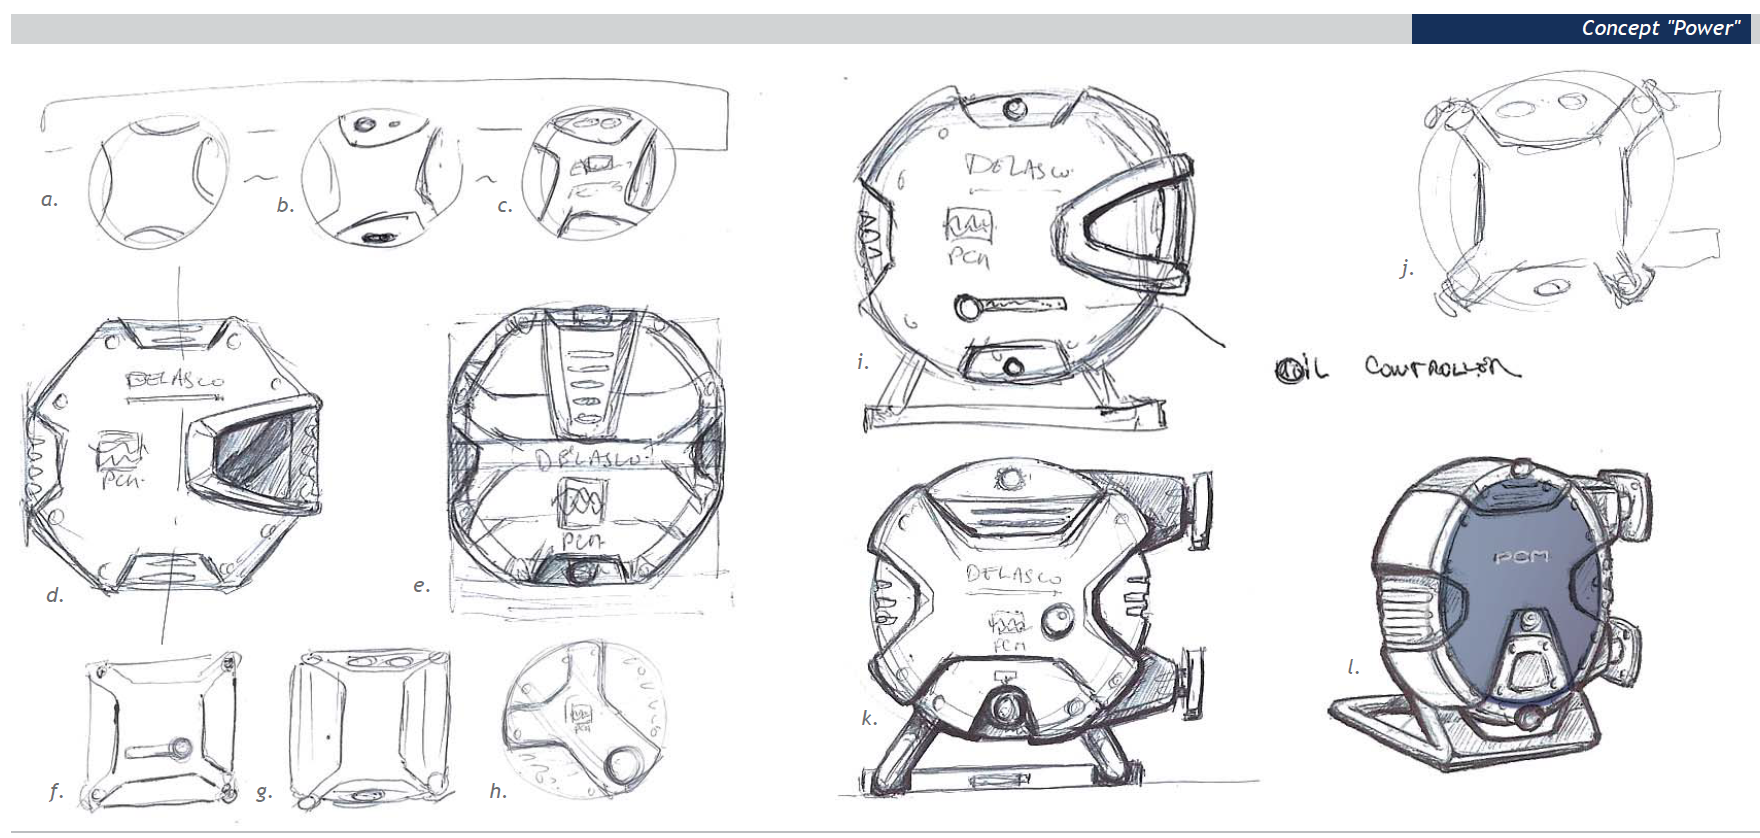 Concept "Power"
a.
b.
c.
DELASCO
PCM
d.
DELASCO
PCM
e.
f.
g.
PCM
h.
DELASCO
PCM
i.
j.
OIL CONTROLLER
DELASCO
PCM
k.
PCM
l.